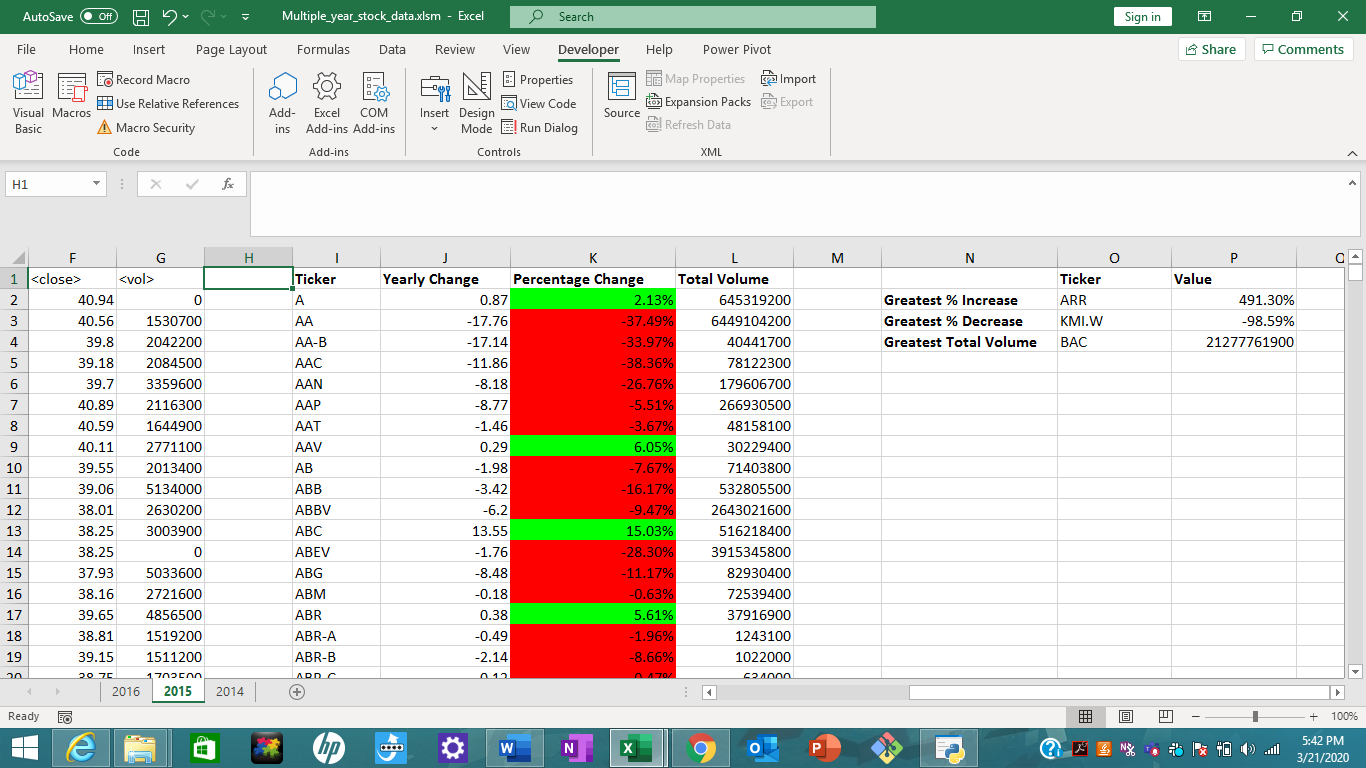 AutoSave Off Multiple_year_stock_data.xlsm - Excel Search Sign in
File Home Insert Page Layout Formulas Data Review View Developer Help Power Pivot Share Comments
Visual Basic Macros Record Macro Add-ins Excel Add-ins COM Add-ins Insert Design Mode Properties Source Map Properties Import
Use Relative References View Code Expansion Packs Export
Macro Security Run Dialog Refresh Data
Code Add-ins Controls XML
H1 fx
F G H I J K L M N O P Q
1 <close> <vol> Ticker Yearly Change Percentage Change Total Volume Ticker Value
2 40.94 0 A 0.87 2.13% 645319200 Greatest % Increase ARR 491.30%
3 40.56 1530700 AA -17.76 -37.49% 6449104200 Greatest % Decrease KMI.W -98.59%
4 39.8 2042200 AA-B -17.14 -33.97% 40441700 Greatest Total Volume BAC 21277761900
5 39.18 2084500 AAC -11.86 -38.36% 78122300
6 39.7 3359600 AAN -8.18 -26.76% 179606700
7 40.89 2116300 AAP -8.77 -5.51% 266930500
8 40.59 1644900 AAT -1.46 -3.67% 48158100
9 40.11 2771100 AAV 0.29 6.05% 30229400
10 39.55 2013400 AB -1.98 -7.67% 71403800
11 39.06 5134000 ABB -3.42 -16.17% 532805500
12 38.01 2630200 ABBV -6.2 -9.47% 2643021600
13 38.25 3003900 ABC 13.55 15.03% 516218400
14 38.25 0 ABEV -1.76 -28.30% 3915345800
15 37.93 5033600 ABG -8.48 -11.17% 82930400
16 38.16 2721600 ABM -0.18 -0.63% 72539400
17 39.65 4856500 ABR 0.38 5.61% 37916900
18 38.81 1519200 ABR-A -0.49 -1.96% 1243100
19 39.15 1511200 ABR-B -2.14 -8.66% 1022000
2016 2015 2014
Ready 100%
5:42 PM
3/21/2020